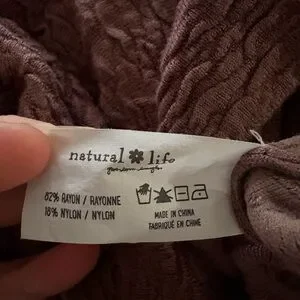 natural life
82% RAYON / RAYONNE
18% NYLON / NYLON
MADE IN CHINA
FABRIQUÉ EN CHINE